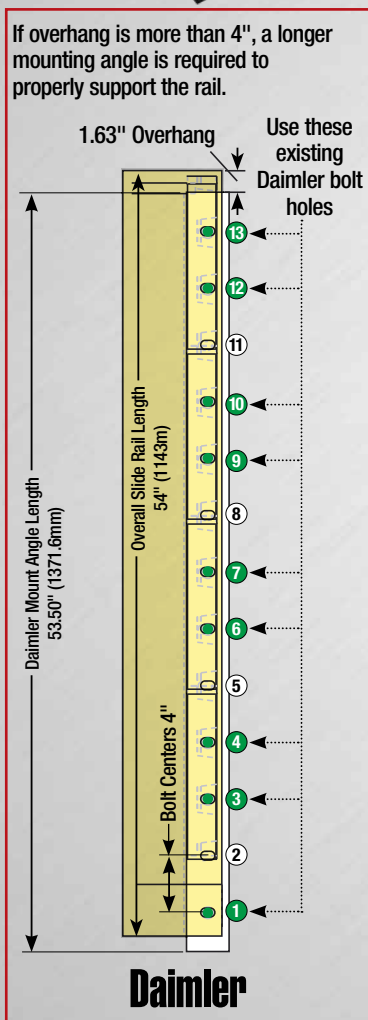 If overhang is more than 4", a longer
mounting angle is required to
properly support the rail.
1.63" Overhang
Use these
existing
Daimler bolt
holes
Daimler Mount Angle Length
53.50" (1371.6mm)
Overall Slide Rail Length
54" (1143m)
Bolt Centers 4"
13
12
11
10
9
8
7
6
5
4
3
2
1
Daimler